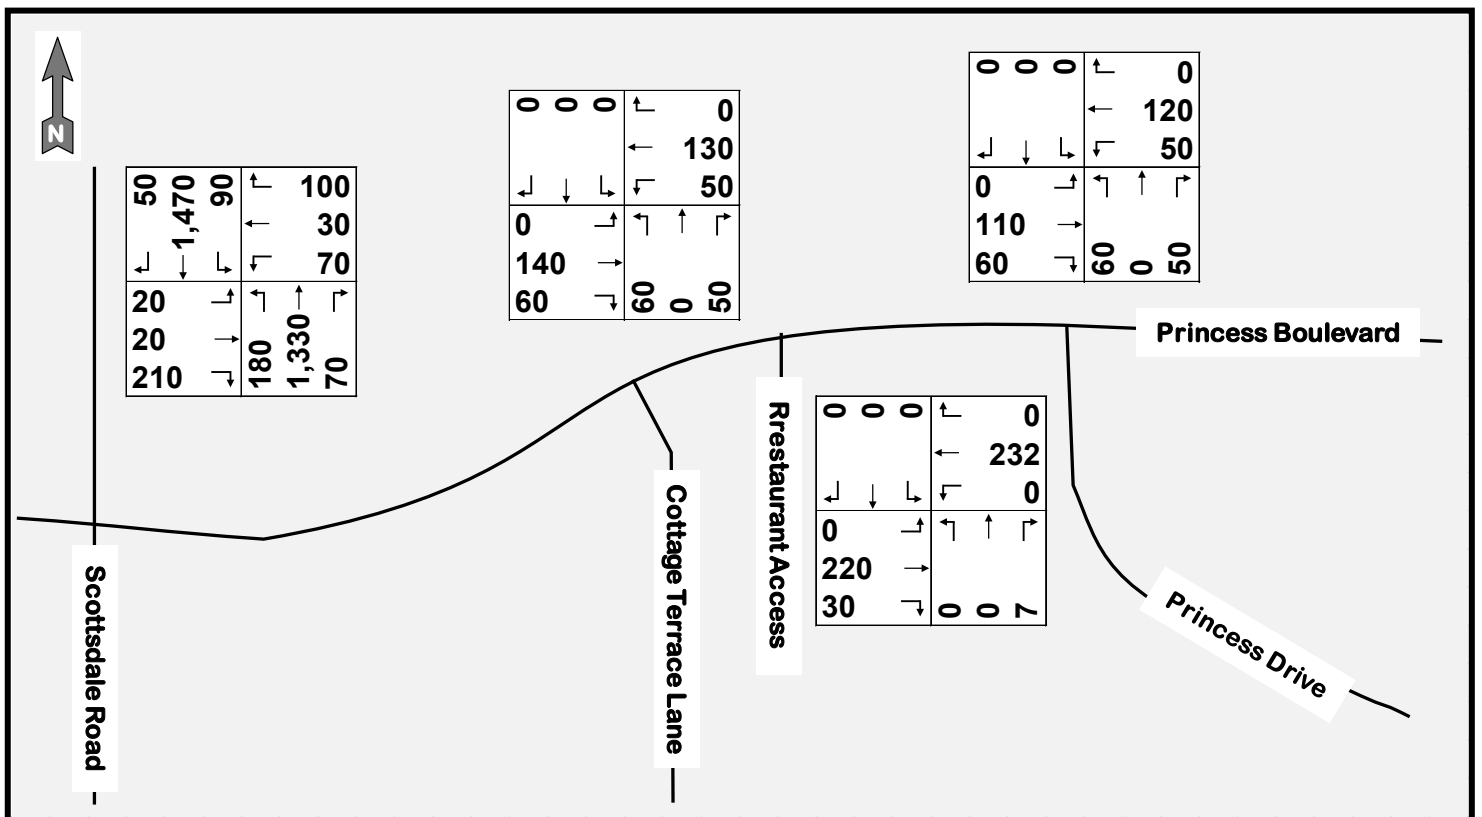 N
0 0 0
0
120
50
0
110
60
60 0 50
0 0 0
0
130
50
0
140
60
60 0 50
50 1,470 90
100
30
70
20
20
210
180 1,330 70
Princess Boulevard
0 0 0
0
232
0
0
220
30
0 0 7
Rrestaurant Access
Cottage Terrace Lane
Scottsdale Road
Princess Drive